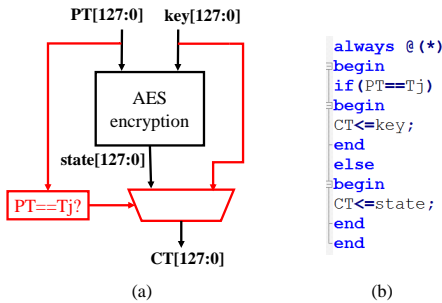 PT[127:0] key[127:0]
AES
encryption
state[127:0]
PT==Tj?
CT[127:0]
(a)
always @(*)
begin
if(PT==Tj)
begin
CT<=key;
end
else
begin
CT<=state;
end
end
(b)